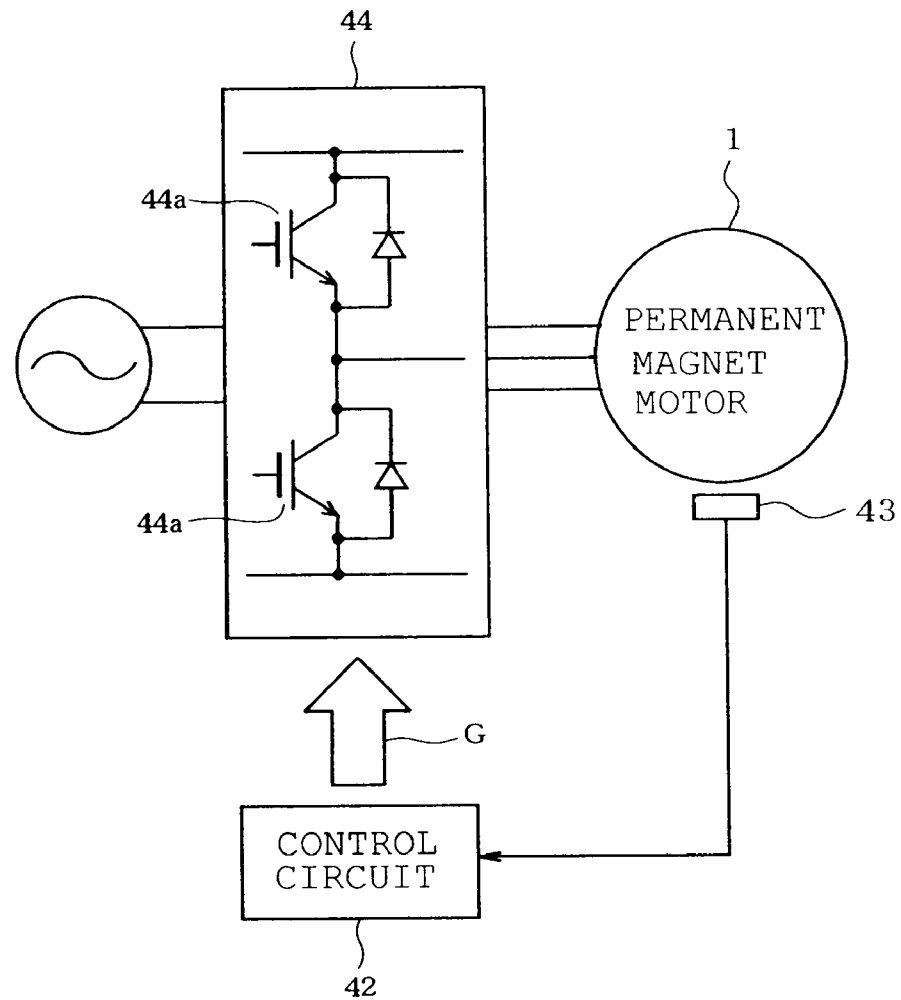 44
1
44a
PERMANENT
MAGNET
MOTOR
43
44a
G
CONTROL
CIRCUIT
42